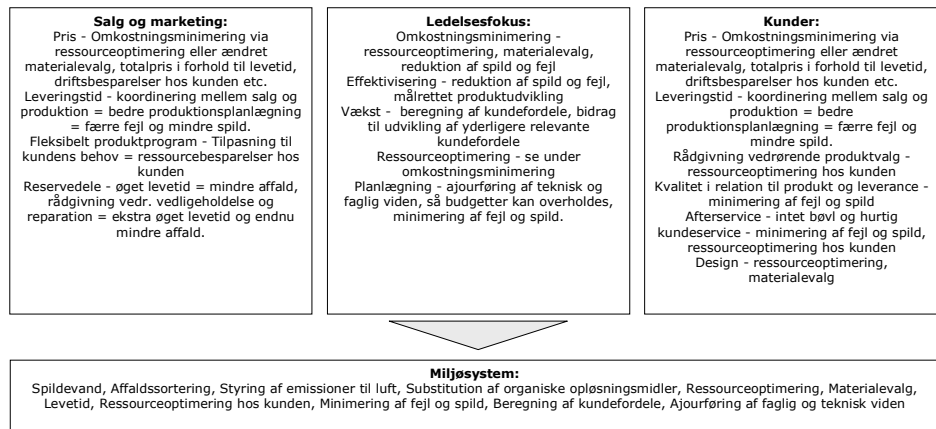 Salg og marketing:
Pris - Omkostningsminimering via
ressourceoptimering eller ændret
materialevalg, totalpris i forhold til levetid,
driftsbesparelser hos kunden etc.
Leveringstid - koordinering mellem salg og
produktion = bedre produktionsplanlægning
= færre fejl og mindre spild.
Fleksibelt produktprogram - Tilpasning til
kundens behov = ressourcebesparelser hos
kunden
Reservedele - øget levetid = mindre affald,
rådgivning vedr. vedligeholdelse og
reparation = ekstra øget levetid og endnu
mindre affald.
Ledelsesfokus:
Omkostningsminimering -
ressourceoptimering, materialevalg,
reduktion af spild og fejl
Effektivisering - reduktion af spild og fejl,
målrettet produktudvikling
Vækst - beregning af kundefordele, bidrag
til udvikling af yderligere relevante
kundefordele
Ressourceoptimering - se under
omkostningsminimering
Planlægning - ajourføring af teknisk og
faglig viden, så budgetter kan overholdes,
minimering af fejl og spild.
Kunder:
Pris - Omkostningsminimering via
ressourceoptimering eller ændret
materialevalg, totalpris i forhold til levetid,
driftsbesparelser hos kunden etc.
Leveringstid - koordinering mellem salg og
produktion = bedre
produktionsplanlægning = færre fejl og
mindre spild.
Rådgivning vedrørende produktvalg -
ressourceoptimering hos kunden
Kvalitet i relation til produkt og leverance -
minimering af fejl og spild
Afterservice - intet bøvl og hurtig
kundeservice - minimering af fejl og spild,
ressourceoptimering hos kunden
Design - ressourceoptimering,
materialevalg
Miljøsystem:
Spildevand, Affaldssortering, Styring af emissioner til luft, Substitution af organiske opløsningsmidler, Ressourceoptimering, Materialevalg,
Levetid, Ressourceoptimering hos kunden, Minimering af fejl og spild, Beregning af kundefordele, Ajourføring af faglig og teknisk viden